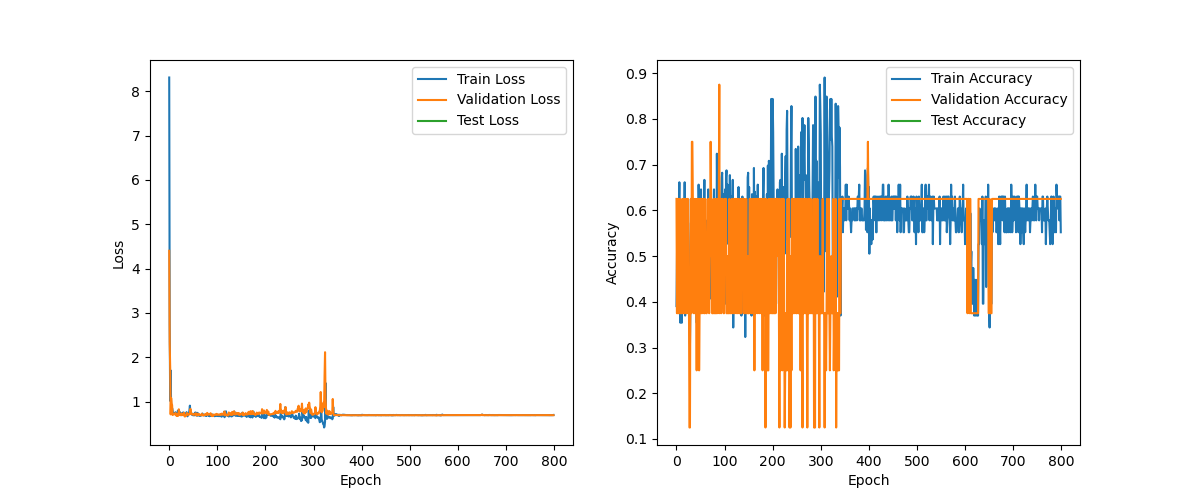 Train Loss
Validation Loss
Test Loss
8
7
6
5
4
3
2
1
Loss
0 100 200 300 400 500 600 700 800
Epoch
Train Accuracy
Validation Accuracy
Test Accuracy
0.9
0.8
0.7
0.6
0.5
0.4
0.3
0.2
0.1
Accuracy
0 100 200 300 400 500 600 700 800
Epoch